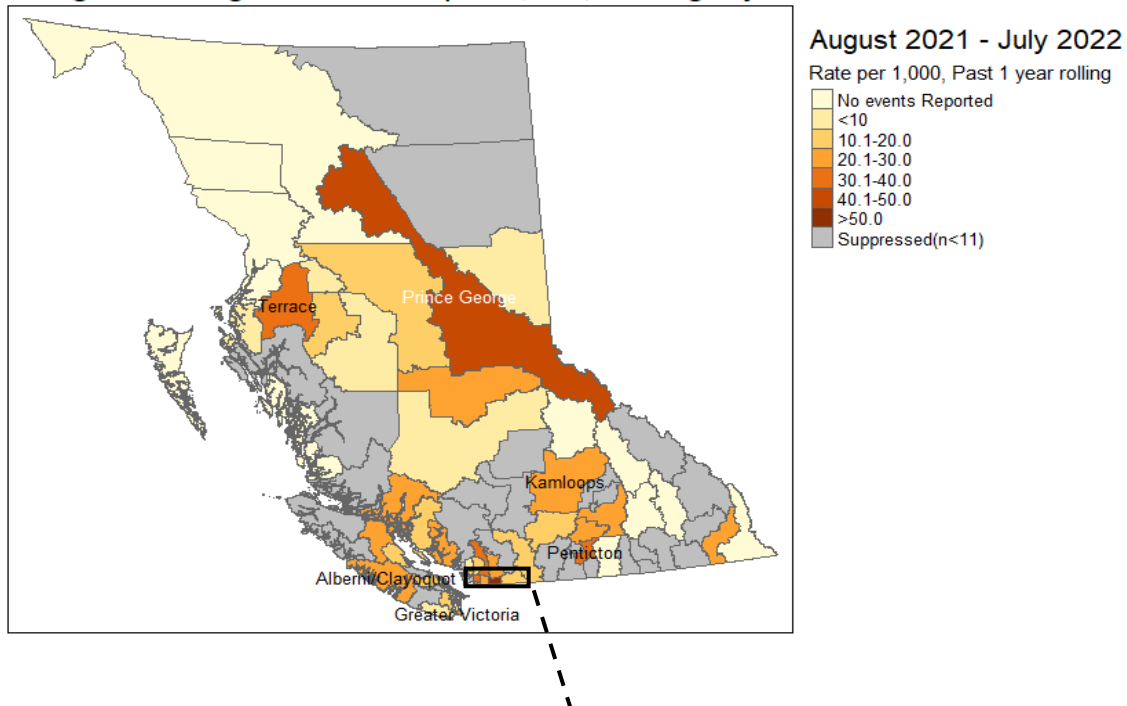 August 2021 - July 2022
Rate per 1,000, Past 1 year rolling
No events Reported
<10
10.1-20.0
20.1-30.0
30.1-40.0
40.1-50.0
>50.0
Suppressed(n<11)
Prince George
Terrace
Kamloops
Penticton
Alberni/Clayoquot
Greater Victoria